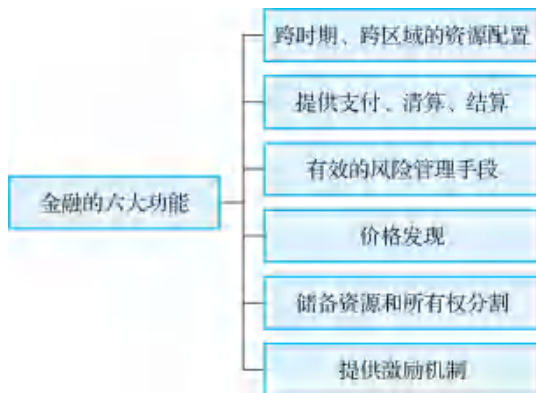 金融的六大功能
跨时期、跨区域的资源配置
提供支付、清算、结算
有效的风险管理手段
价格发现
储备资源和所有权分割
提供激励机制